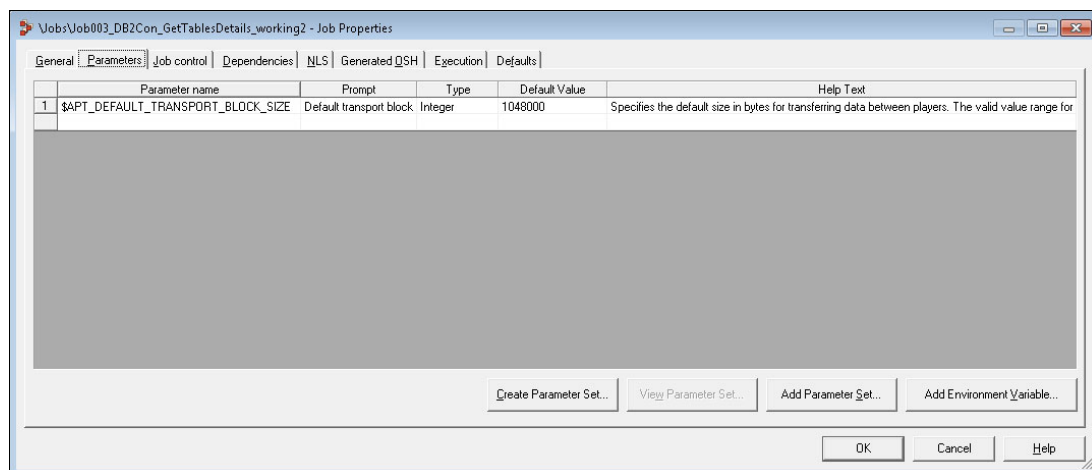 \Jobs\Job003_DB2Con_GetTablesDetails_working2 - Job Properties
General Parameters Job control Dependencies NLS Generated OSH Execution Defaults
Parameter name Prompt Type Default Value Help Text
1 $APT_DEFAULT_TRANSPORT_BLOCK_SIZE Default transport block Integer 1048000 Specifies the default size in bytes for transferring data between players. The valid value range for
Create Parameter Set... View Parameter Set... Add Parameter Set... Add Environment Variable...
OK Cancel Help